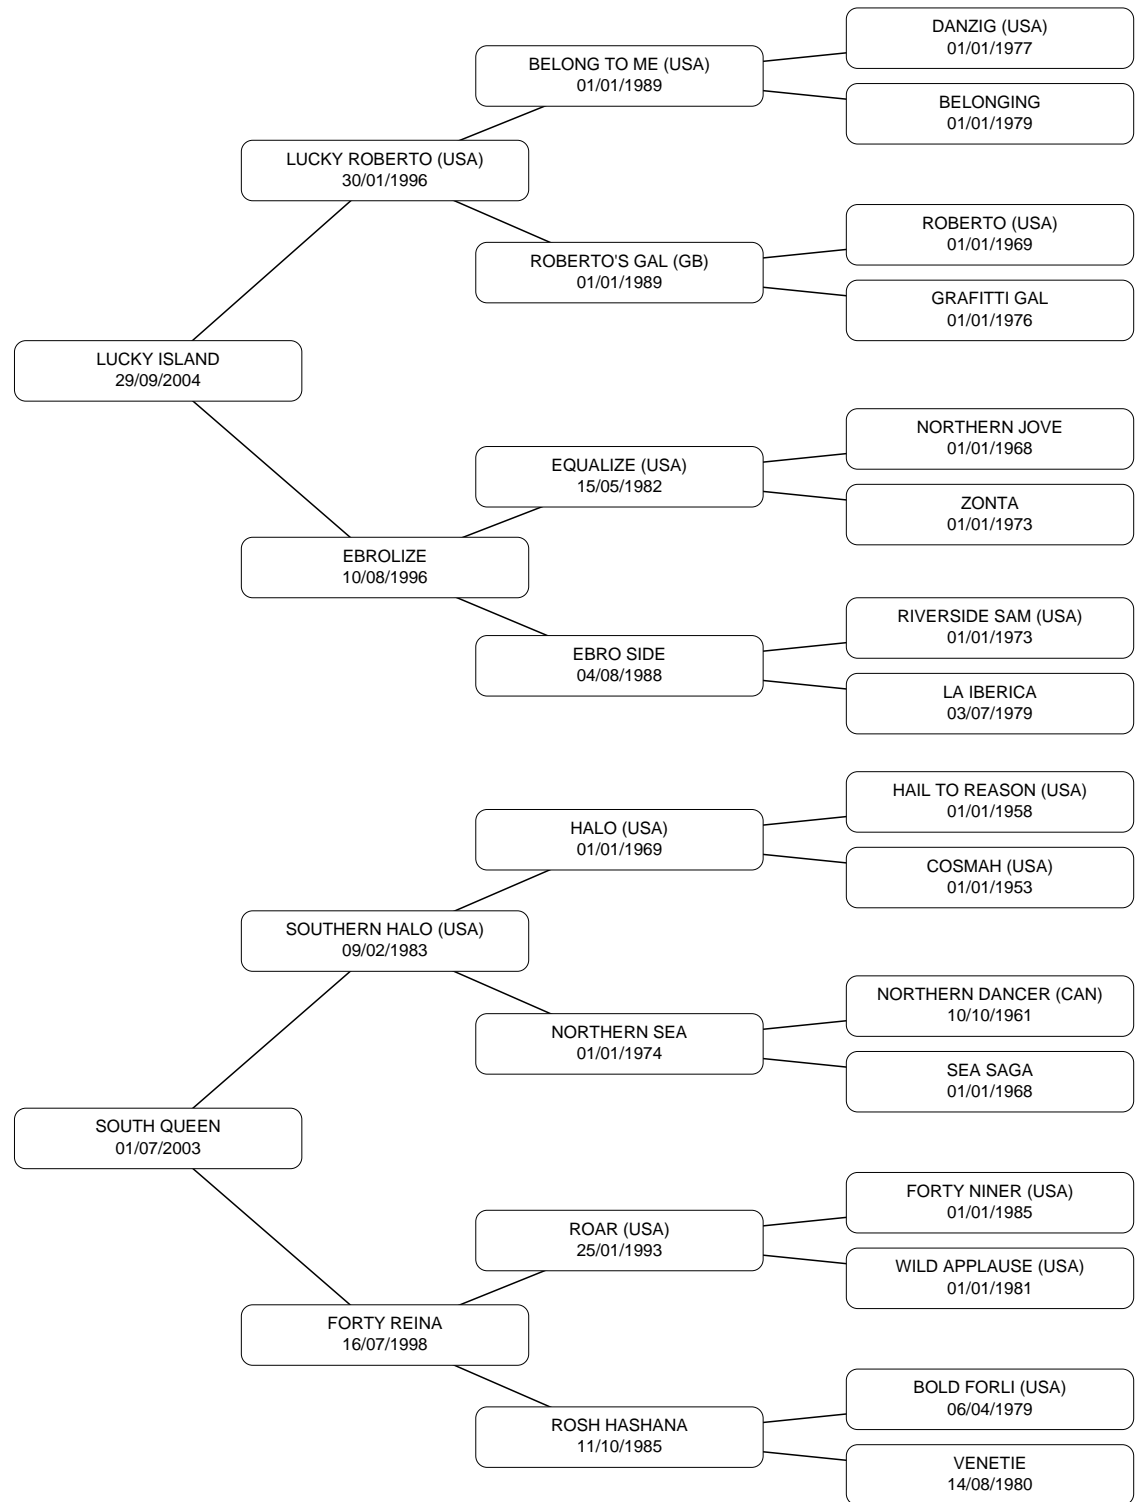 DANZIG (USA)
01/01/1977
BELONG TO ME (USA)
01/01/1989
BELONGING
01/01/1979
LUCKY ROBERTO (USA)
30/01/1996
ROBERTO (USA)
01/01/1969
ROBERTO'S GAL (GB)
01/01/1989
GRAFITTI GAL
01/01/1976
LUCKY ISLAND
29/09/2004
NORTHERN JOVE
01/01/1968
EQUALIZE (USA)
15/05/1982
ZONTA
01/01/1973
EBROLIZE
10/08/1996
RIVERSIDE SAM (USA)
01/01/1973
EBRO SIDE
04/08/1988
LA IBERICA
03/07/1979
HAIL TO REASON (USA)
01/01/1958
HALO (USA)
01/01/1969
COSMAH (USA)
01/01/1953
SOUTHERN HALO (USA)
09/02/1983
NORTHERN DANCER (CAN)
10/10/1961
NORTHERN SEA
01/01/1974
SEA SAGA
01/01/1968
SOUTH QUEEN
01/07/2003
FORTY NINER (USA)
01/01/1985
ROAR (USA)
25/01/1993
WILD APPLAUSE (USA)
01/01/1981
FORTY REINA
16/07/1998
BOLD FORLI (USA)
06/04/1979
ROSH HASHANA
11/10/1985
VENETIE
14/08/1980